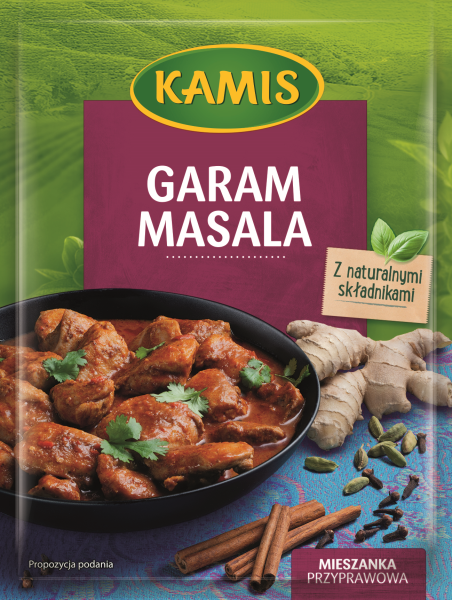 KAMIS
GARAM
MASALA
Z naturalnymi
składnikami
Propozycja podania
MIESZANKA
PRZYPRAWOWA